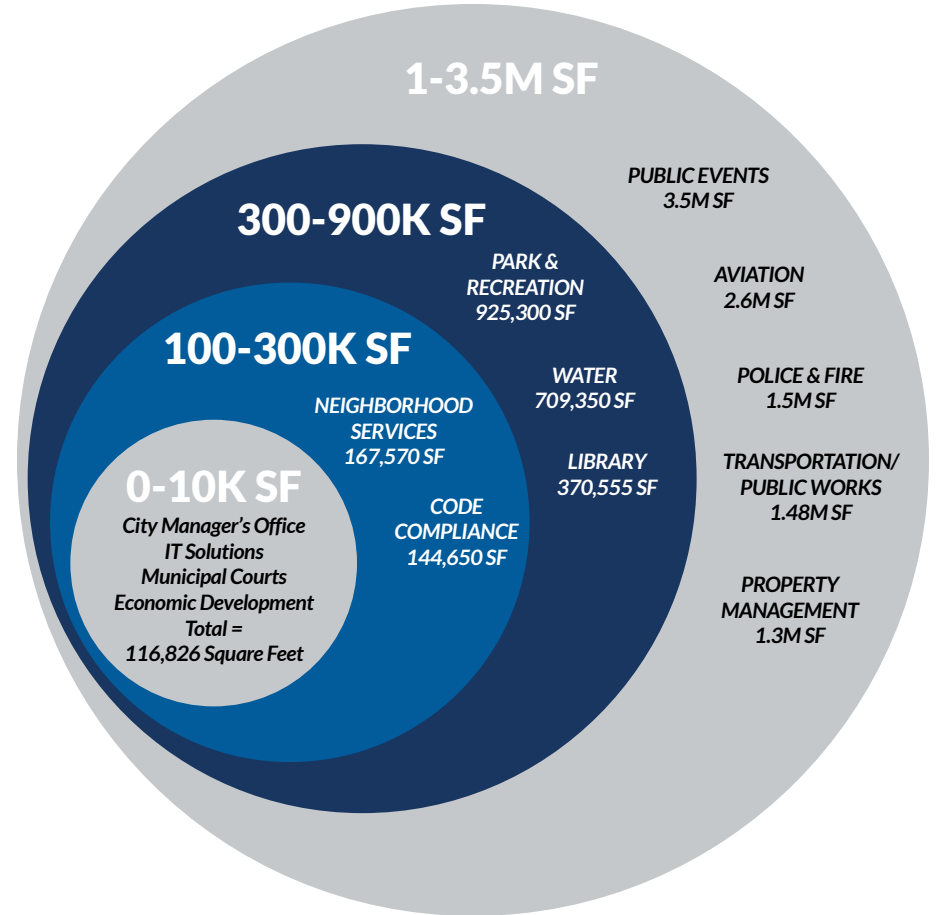 1-3.5M SF
PUBLIC EVENTS
3.5M SF
AVIATION
2.6M SF
POLICE & FIRE
1.5M SF
TRANSPORTATION/
PUBLIC WORKS
1.48M SF
PROPERTY
MANAGEMENT
1.3M SF
300-900K SF
PARK &
RECREATION
925,300 SF
WATER
709,350 SF
LIBRARY
370,555 SF
100-300K SF
NEIGHBORHOOD
SERVICES
167,570 SF
CODE
COMPLIANCE
144,650 SF
0-10K SF
City Manager's Office
IT Solutions
Municipal Courts
Economic Development
Total =
116,826 Square Feet